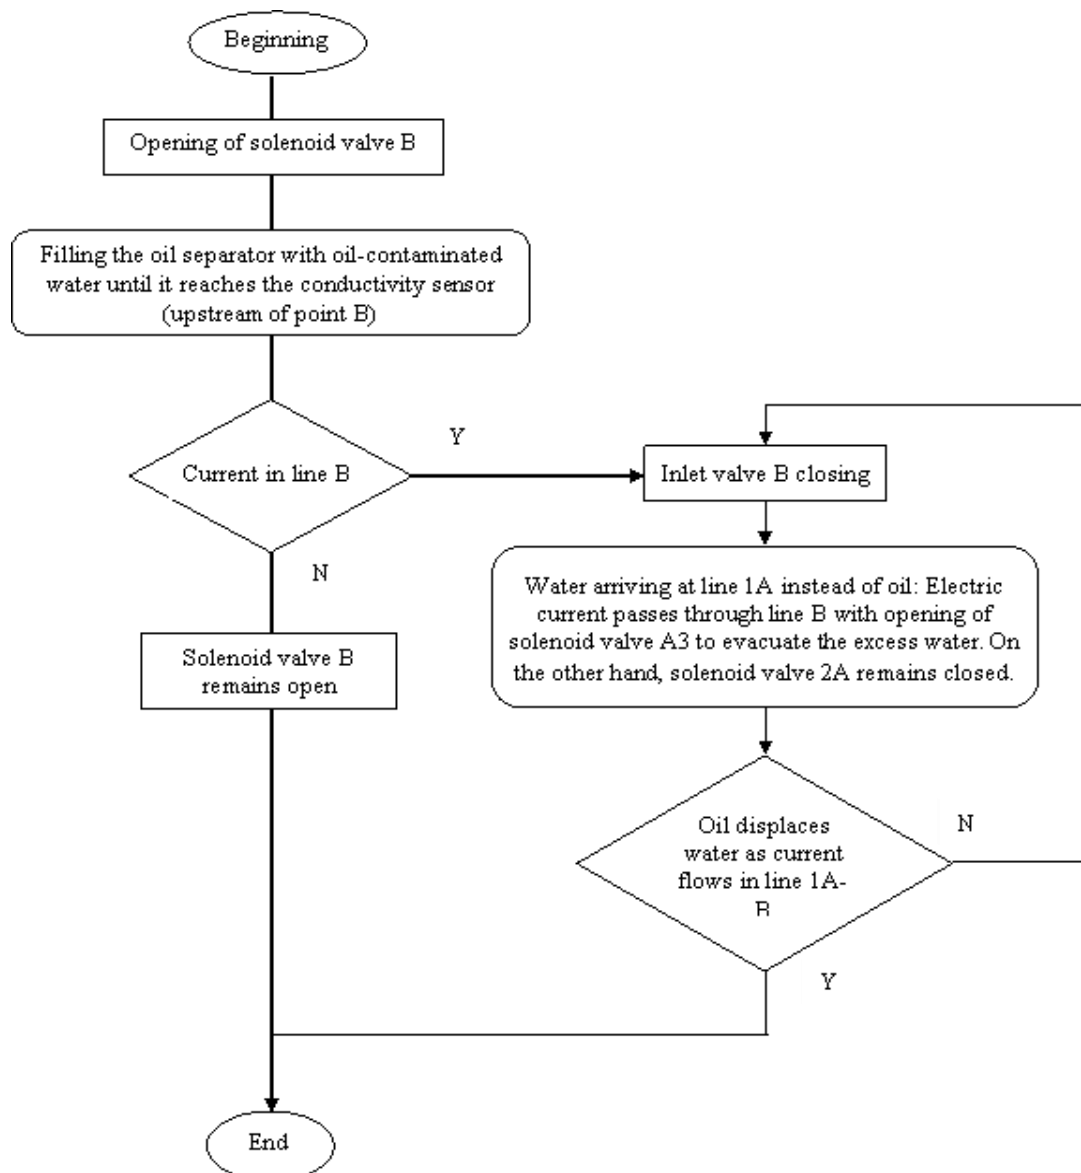 Beginning
Opening of solenoid valve B
Filling the oil separator with oil-contaminated
water until it reaches the conductivity sensor
(upstream of point B)
Current in line B
Y
Inlet valve B closing
N
Water arriving at line 1A instead of oil: Electric
current passes through line B with opening of
solenoid valve A3 to evacuate the excess water. On
the other hand, solenoid valve 2A remains closed.
Solenoid valve B
remains open
Oil displaces
water as current
flows in line 1A-
B
N
Y
End